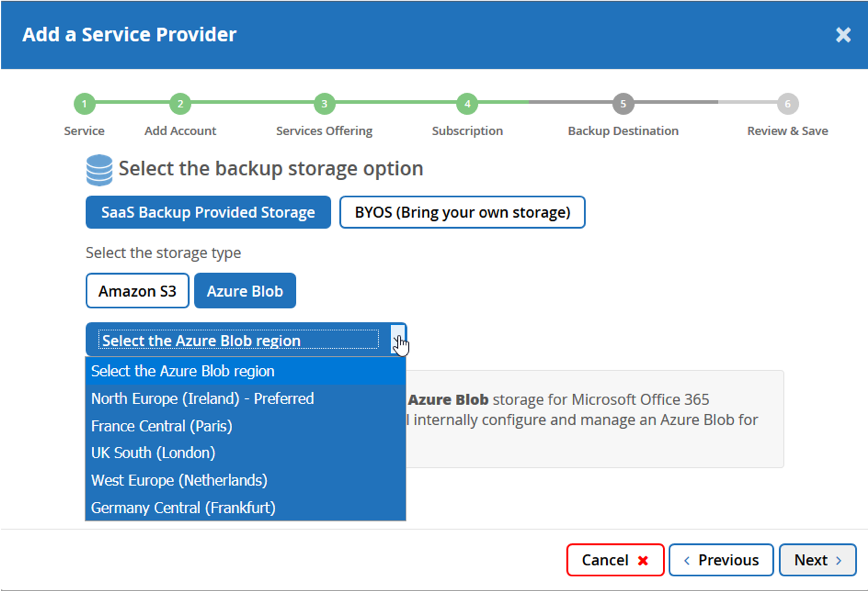 Add a Service Provider
1 2 3 4 5 6
Service Add Account Services Offering Subscription Backup Destination Review & Save
Select the backup storage option
SaaS Backup Provided Storage BYOS (Bring your own storage)
Select the storage type
Amazon S3 Azure Blob
Select the Azure Blob region
Select the Azure Blob region
North Europe (Ireland) - Preferred
Azure Blob storage for Microsoft Office 365
internally configure and manage an Azure Blob for
France Central (Paris)
UK South (London)
West Europe (Netherlands)
Germany Central (Frankfurt)
Cancel Previous Next